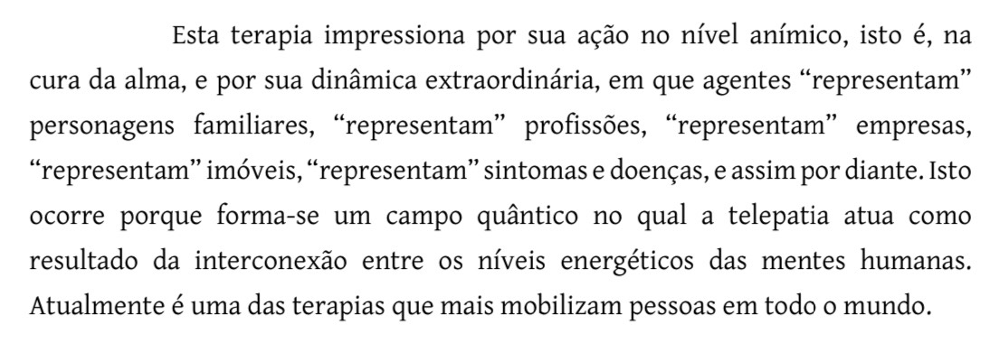 Esta terapia impressiona por sua ação no nível anímico, isto é, na
cura da alma, e por sua dinâmica extraordinária, em que agentes “representam”
personagens familiares, “representam” profissões, “representam” empresas,
“representam” imóveis, “representam” sintomas e doenças, e assim por diante. Isto
ocorre porque forma-se um campo quântico no qual a telepatia atua como
resultado da interconexão entre os níveis energéticos das mentes humanas.
Atualmente é uma das terapias que mais mobilizam pessoas em todo o mundo.